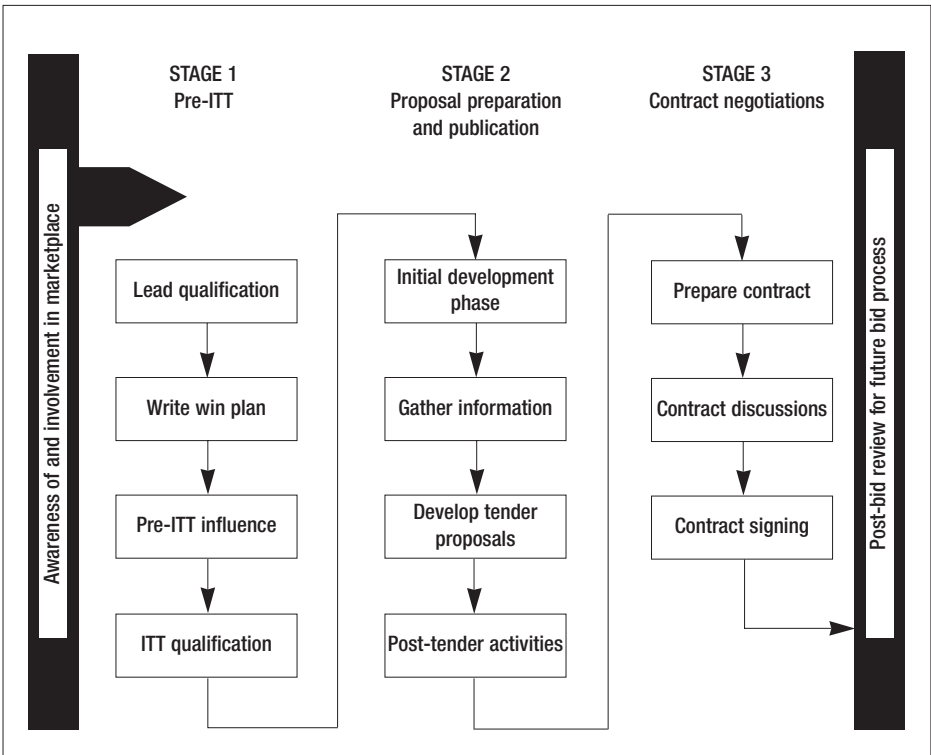 Awareness of and involvement in marketplace
STAGE 1
Pre-ITT
Lead qualification
Write win plan
Pre-ITT influence
ITT qualification
STAGE 2
Proposal preparation
and publication
Initial development
phase
Gather information
Develop tender
proposals
Post-tender activities
STAGE 3
Contract negotiations
Prepare contract
Contract discussions
Contract signing
Post-bid review for future bid process